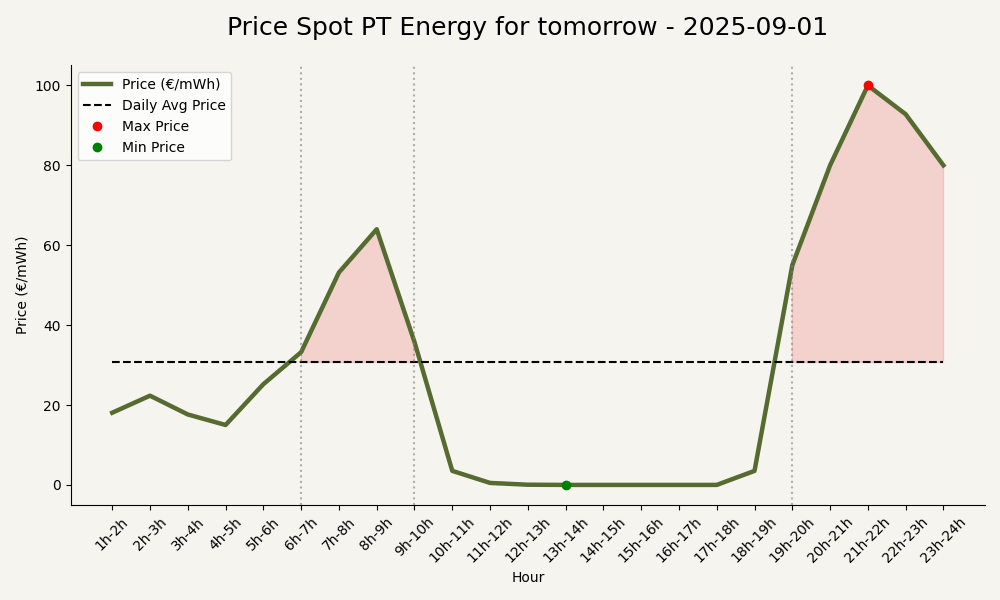 Price Spot PT Energy for tomorrow - 2025-09-01
Price (€/mWh)
Daily Avg Price
Max Price
Min Price
Price (€/mWh)
100
80
60
40
20
0
1h-2h
2h-3h
3h-4h
4h-5h
5h-6h
6h-7h
7h-8h
8h-9h
9h-10h
10h-11h
11h-12h
12h-13h
13h-14h
14h-15h
15h-16h
16h-17h
17h-18h
18h-19h
19h-20h
20h-21h
21h-22h
22h-23h
23h-24h
Hour